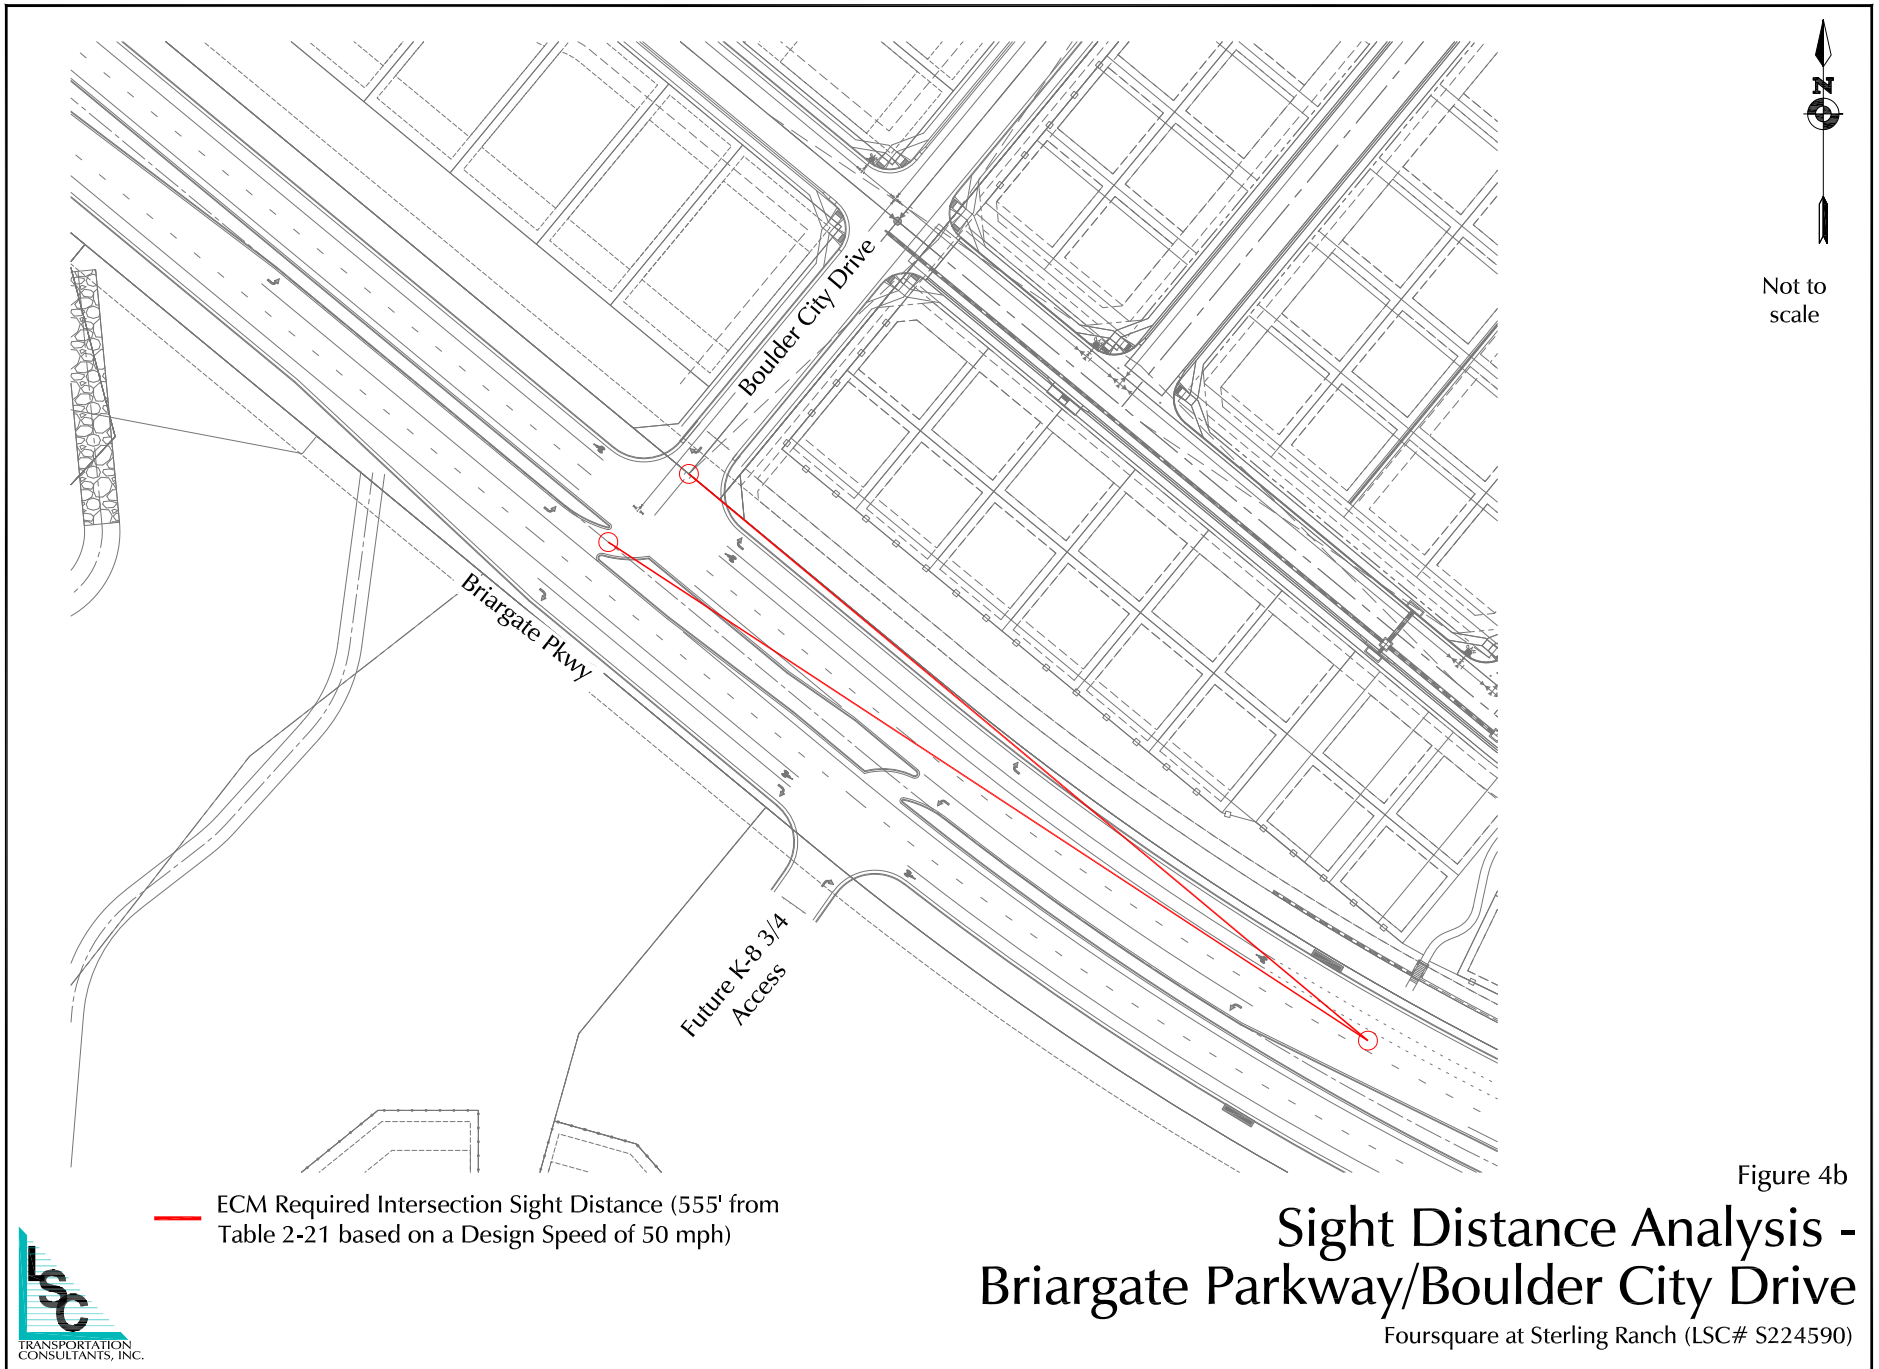 N
Not to
scale
Boulder City Drive
Briargate Pkwy
Future K-8 3/4
Access
ECM Required Intersection Sight Distance (555' from
Table 2-21 based on a Design Speed of 50 mph)
Figure 4b
Sight Distance Analysis -
Briargate Parkway/Boulder City Drive
Foursquare at Sterling Ranch (LSC# S224590)
LSC
TRANSPORTATION
CONSULTANTS, INC.